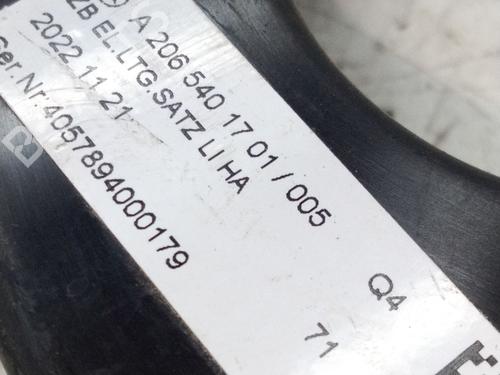 A 206 540 17 01 / 005
ZB EL.LTG.SATZ LI HA
2022.11.21
Ser.Nr:4057894000179
Q4
71